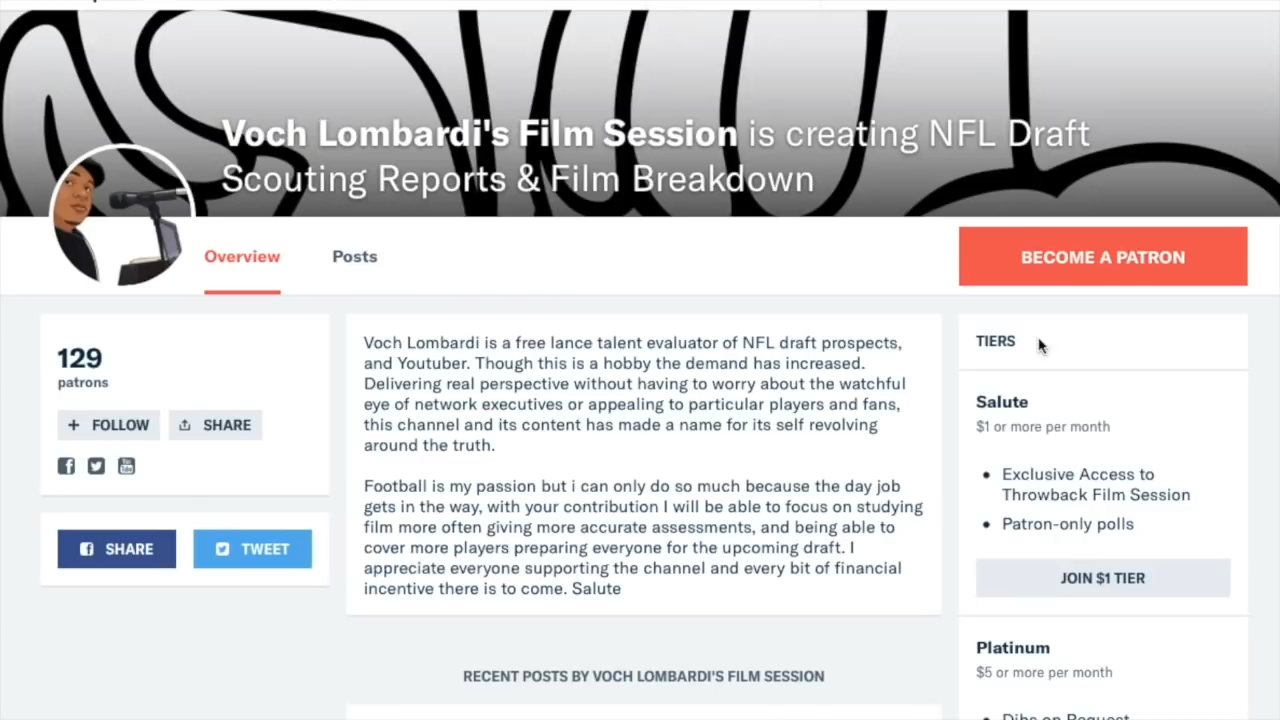 Voch Lombardi's Film Session is creating NFL Draft
Scouting Reports & Film Breakdown
Overview
Posts
BECOME A PATRON
129
patrons
+ FOLLOW
SHARE
SHARE
TWEET
Voch Lombardi is a free lance talent evaluator of NFL draft prospects,
and Youtuber. Though this is a hobby the demand has increased.
Delivering real perspective without having to worry about the watchful
eye of network executives or appealing to particular players and fans,
this channel and its content has made a name for its self revolving
around the truth.
Football is my passion but i can only do so much because the day job
gets in the way, with your contribution I will be able to focus on studying
film more often giving more accurate assessments, and being able to
cover more players preparing everyone for the upcoming draft. I
appreciate everyone supporting the channel and every bit of financial
incentive there is to come. Salute
RECENT POSTS BY VOCH LOMBARDI'S FILM SESSION
TIERS
Salute
$1 or more per month
• Exclusive Access to
Throwback Film Session
• Patron-only polls
JOIN $1 TIER
Platinum
$5 or more per month
• Dibs on Request